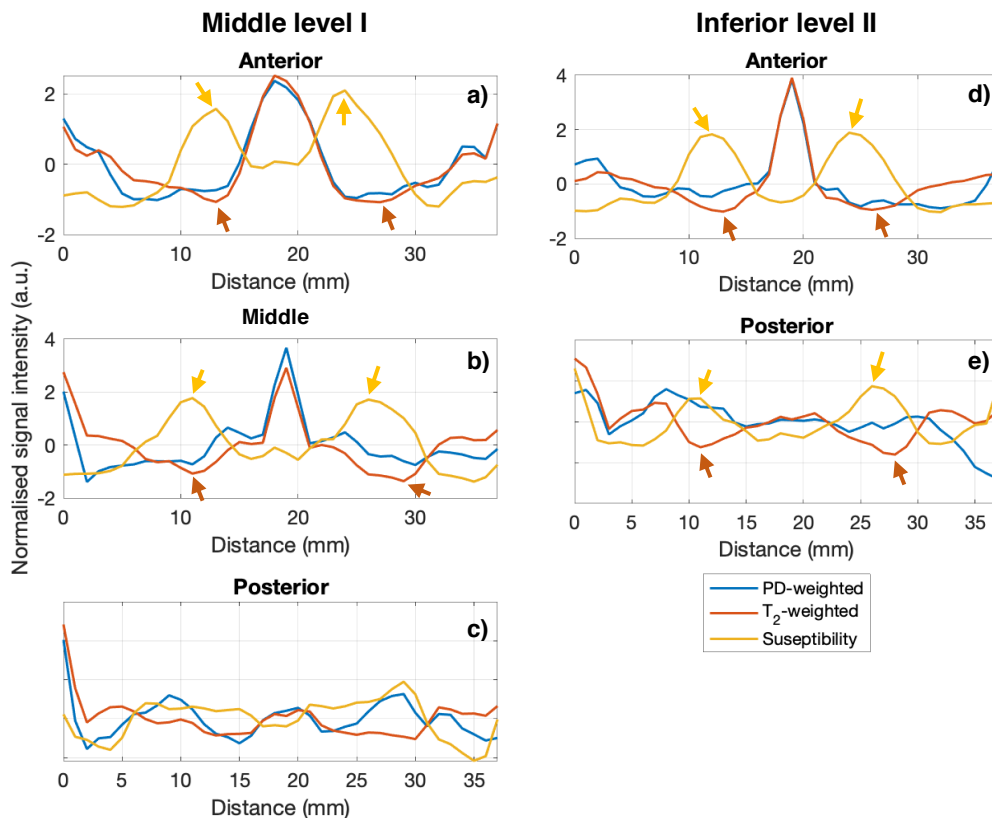 Middle level I
Inferior level II
Normalised signal intensity (a.u.)
Anterior
a)
2
0
-2
0 10 20 30
Distance (mm)
Middle
b)
4
2
0
-2
0 10 20 30
Distance (mm)
Posterior
c)
0 5 10 15 20 25 30 35
Distance (mm)
Anterior
d)
4
2
0
-2
0 10 20 30
Distance (mm)
Posterior
e)
0 5 10 15 20 25 30 35
Distance (mm)
PD-weighted
T2-weighted
Suseptibility